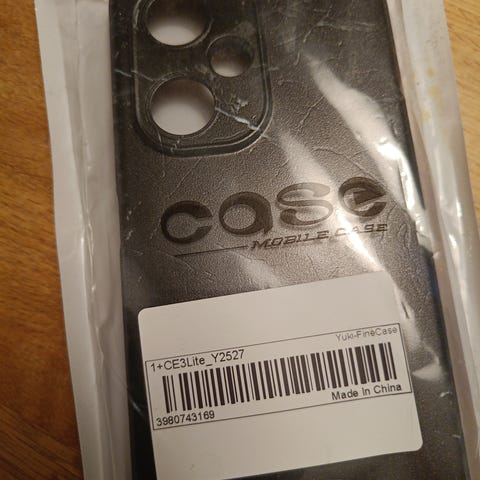 case
MOBILE CASE
Yuki-FineCase
1+CE3Lite_Y2527
3980743169
Made In China